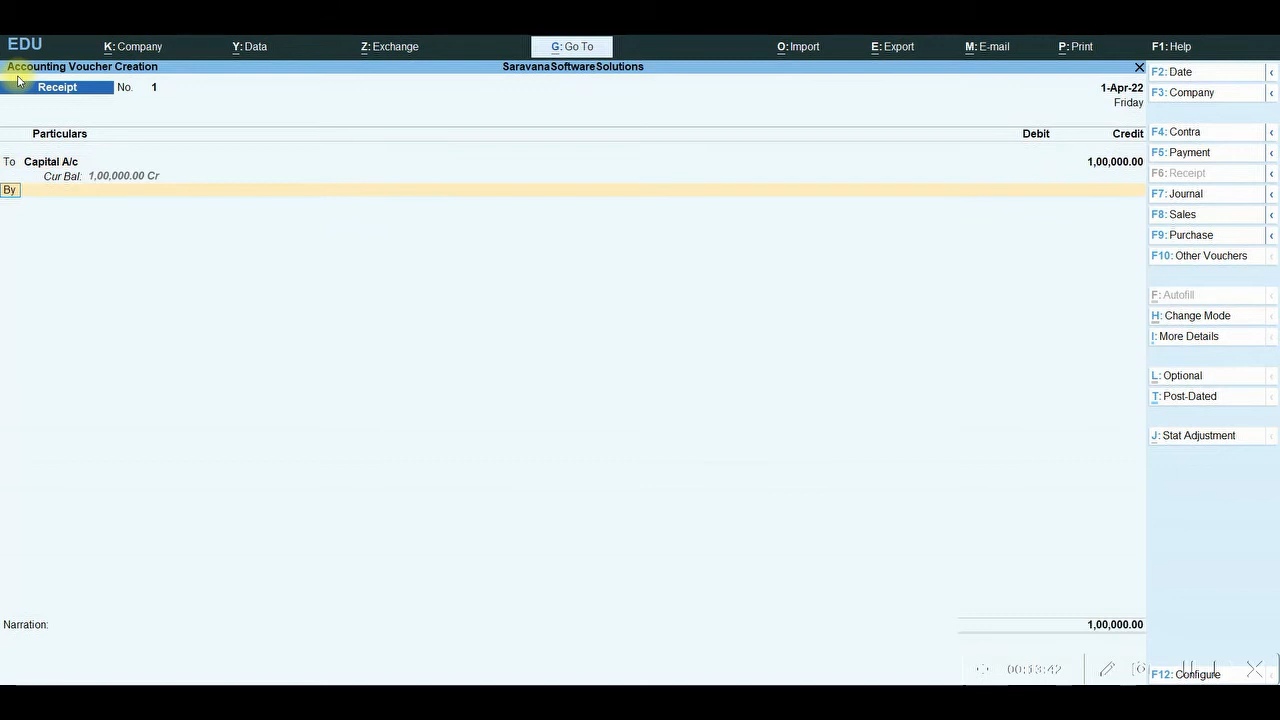 EDU
K: Company
Y: Data
Z: Exchange
G: Go To
O: Import
E: Export
M: E-mail
P: Print
F1: Help
Accounting Voucher Creation
SaravanaSoftwareSolutions
Receipt No. 1
1-Apr-22
Friday
Particulars Debit Credit
To Capital A/c 1,00,000.00
Cur Bal: 1,00,000.00 Cr
By
Narration:
1,00,000.00
F2: Date
F3: Company
F4: Contra
F5: Payment
F6: Receipt
F7: Journal
F8: Sales
F9: Purchase
F10: Other Vouchers
F: Autofill
H: Change Mode
I: More Details
L: Optional
T: Post-Dated
J: Stat Adjustment
F12: Configure
00:13:42